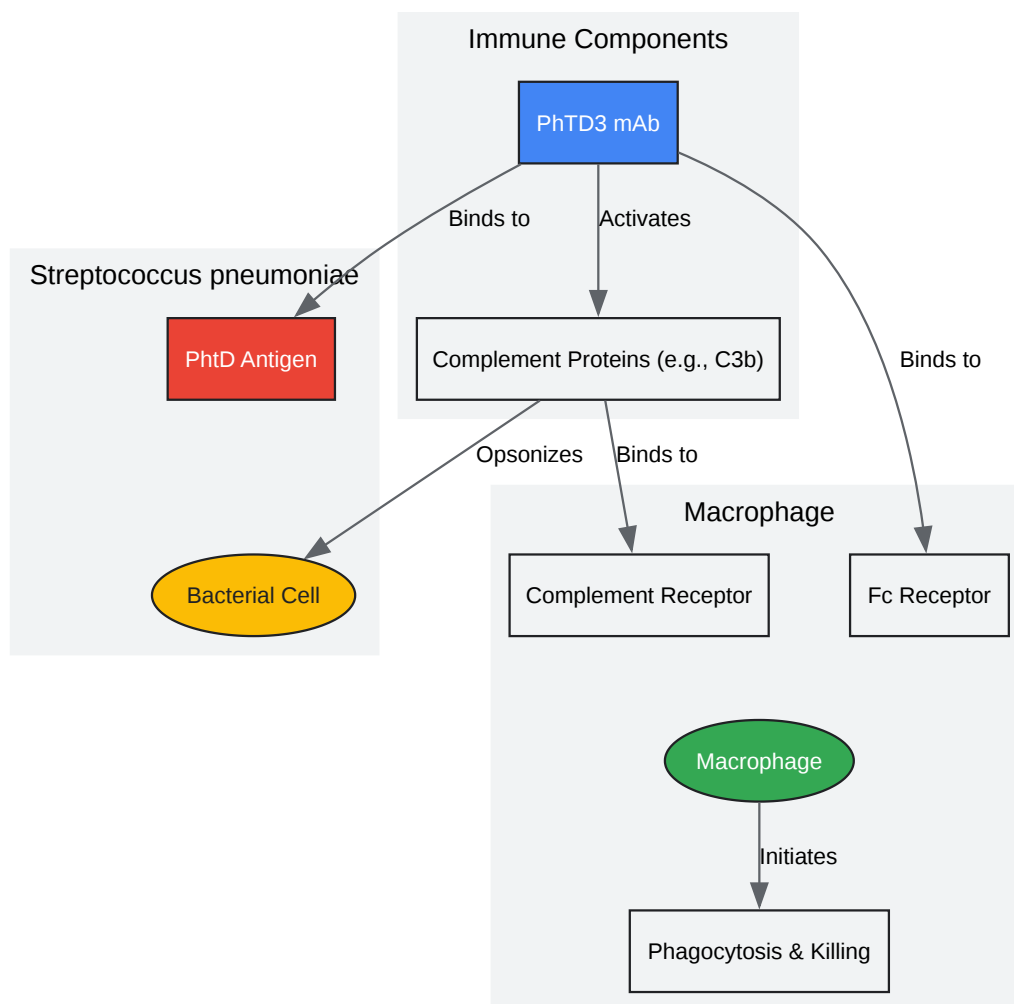 Immune Components
PhTD3 mAb
Binds to
Activates
Streptococcus pneumoniae
PhtD Antigen
Complement Proteins (e.g., C3b)
Binds to
Opsonizes
Binds to
Macrophage
Bacterial Cell
Complement Receptor
Fc Receptor
Macrophage
Initiates
Phagocytosis & Killing